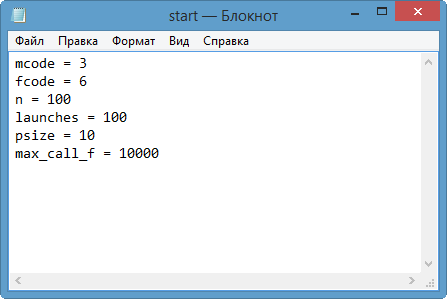 start — Блокнот
Файл Правка Формат Вид Справка
mcode = 3
fcode = 6
n = 100
launches = 100
psize = 10
max_call_f = 10000